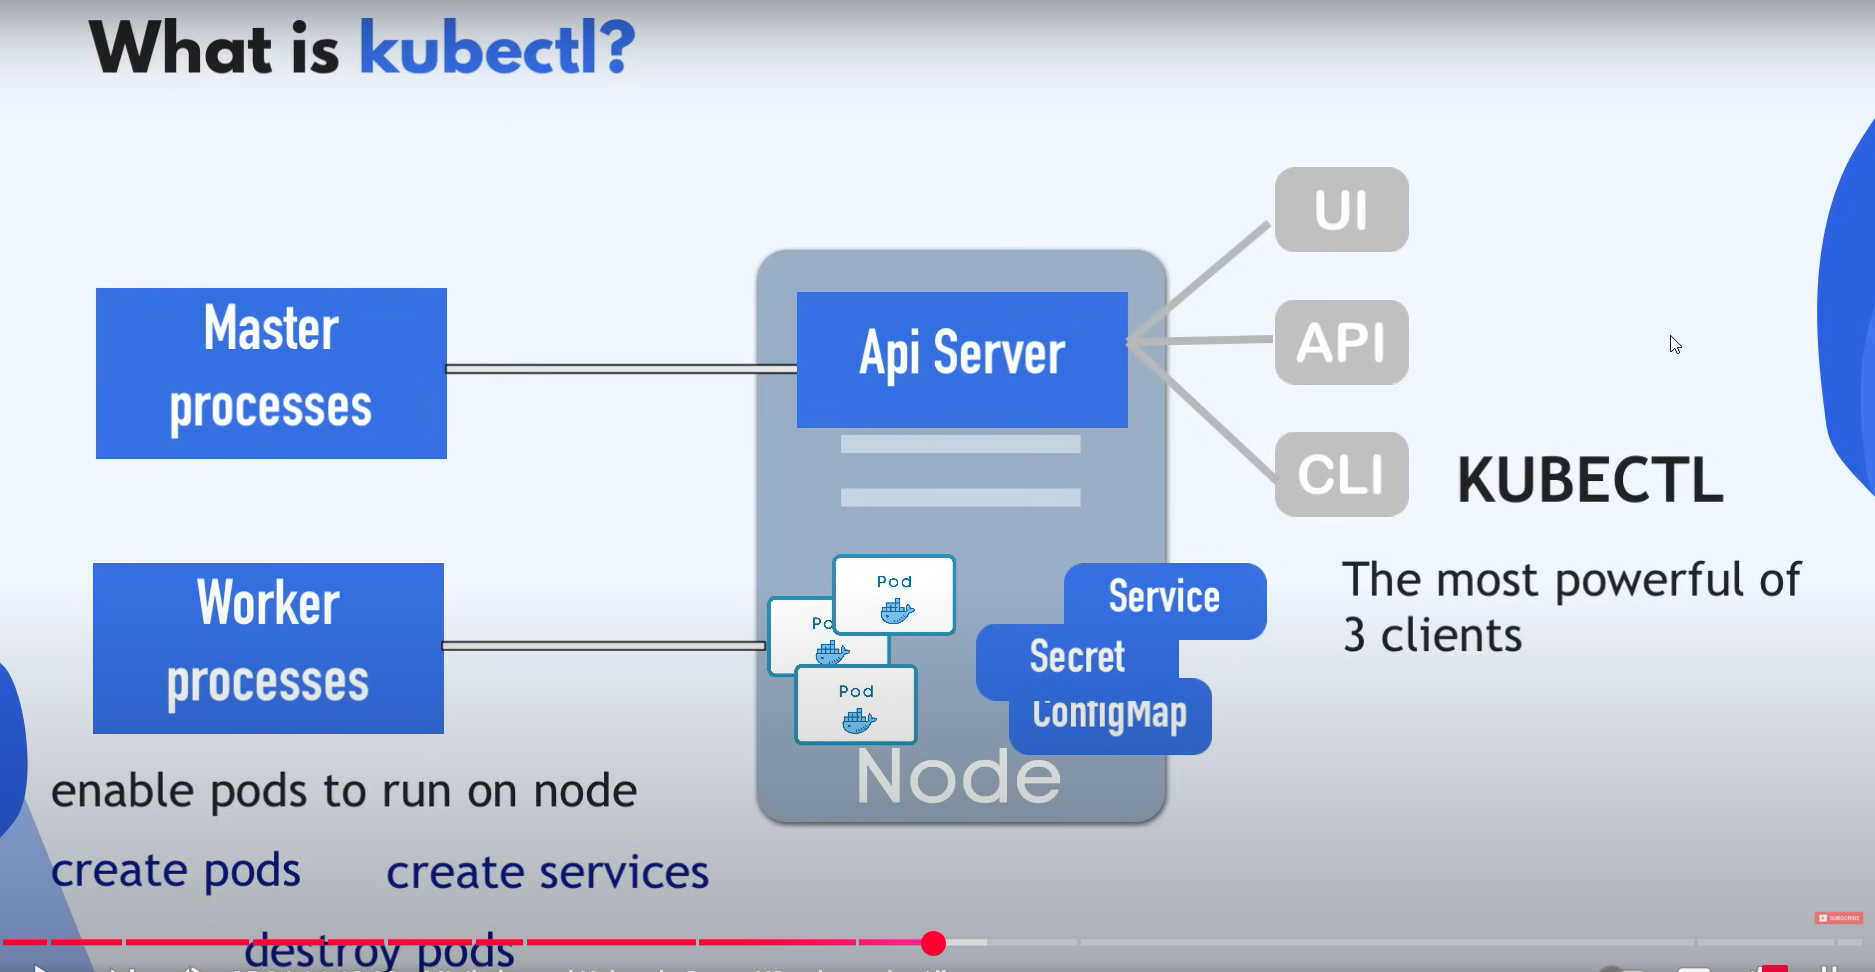 What is kubectl?
UI
Master
processes
Api Server
API
CLI
KUBECTL
The most powerful of
3 clients
Worker
processes
Pod
Po
Pod
Service
Secret
ConfigMap
Node
enable pods to run on node
create pods
create services
destroy pods
SUBSCRIBE